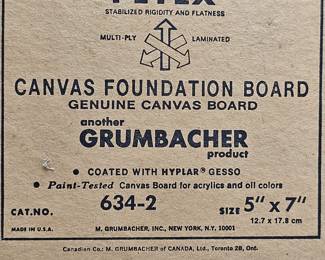 STABILIZED RIGIDITY AND FLATNESS
MULTI-PLY LAMINATED
CANVAS FOUNDATION BOARD
GENUINE CANVAS BOARD
another
GRUMBACHER
product
• COATED WITH HYPLAR® GESSO
• Paint-Tested Canvas Board for acrylics and oil colors
CAT.NO. 634-2 SIZE 5" x 7"
12.7 x 17.8 cm
MADE IN U.S.A. M. GRUMBACHER, INC., NEW YORK, N.Y. 10001
Canadian Co.: M. GRUMBACHER of CANADA, Ltd., Toronto 2B, Ont.